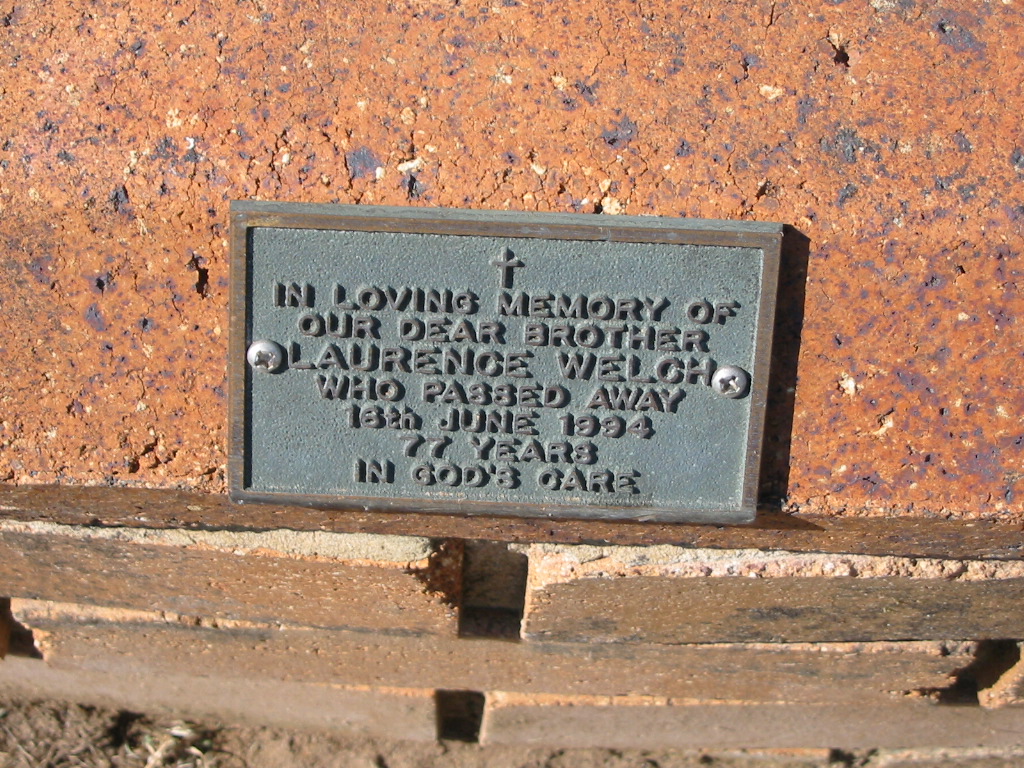 IN LOVING MEMORY OF
OUR DEAR BROTHER
LAURENCE WELCH
WHO PASSED AWAY
16th JUNE 1994
77 YEARS
IN GOD'S CARE